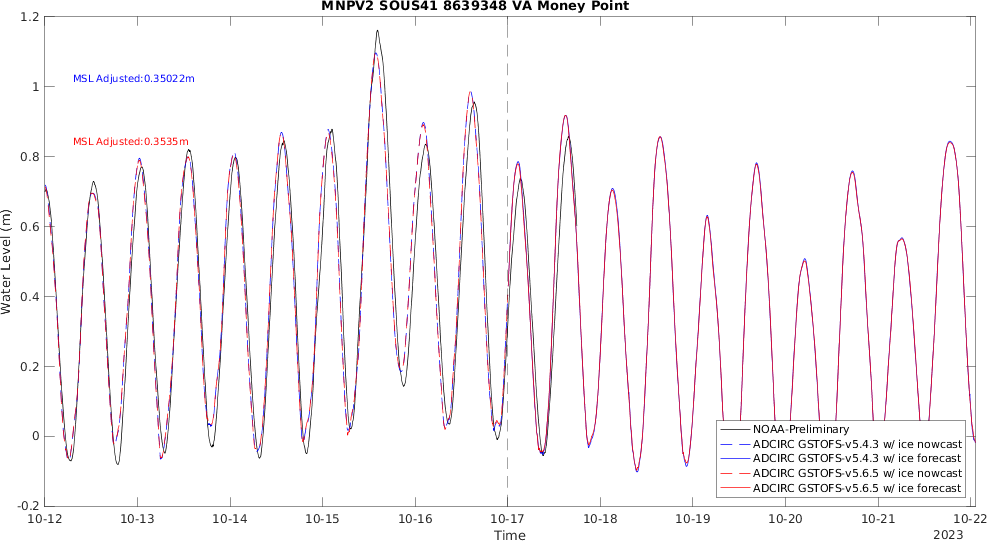 MNPV2 SOUS41 8639348 VA Money Point
1.2
1
0.8
0.6
0.4
0.2
0
-0.2
Water Level (m)
MSL Adjusted:0.35022m
MSL Adjusted:0.3535m
NOAA-Preliminary
ADCIRC GSTOFS-v5.4.3 w/ ice nowcast
ADCIRC GSTOFS-v5.4.3 w/ ice forecast
ADCIRC GSTOFS-v5.6.5 w/ ice nowcast
ADCIRC GSTOFS-v5.6.5 w/ ice forecast
10-12 10-13 10-14 10-15 10-16 10-17 10-18 10-19 10-20 10-21 10-22
Time
2023